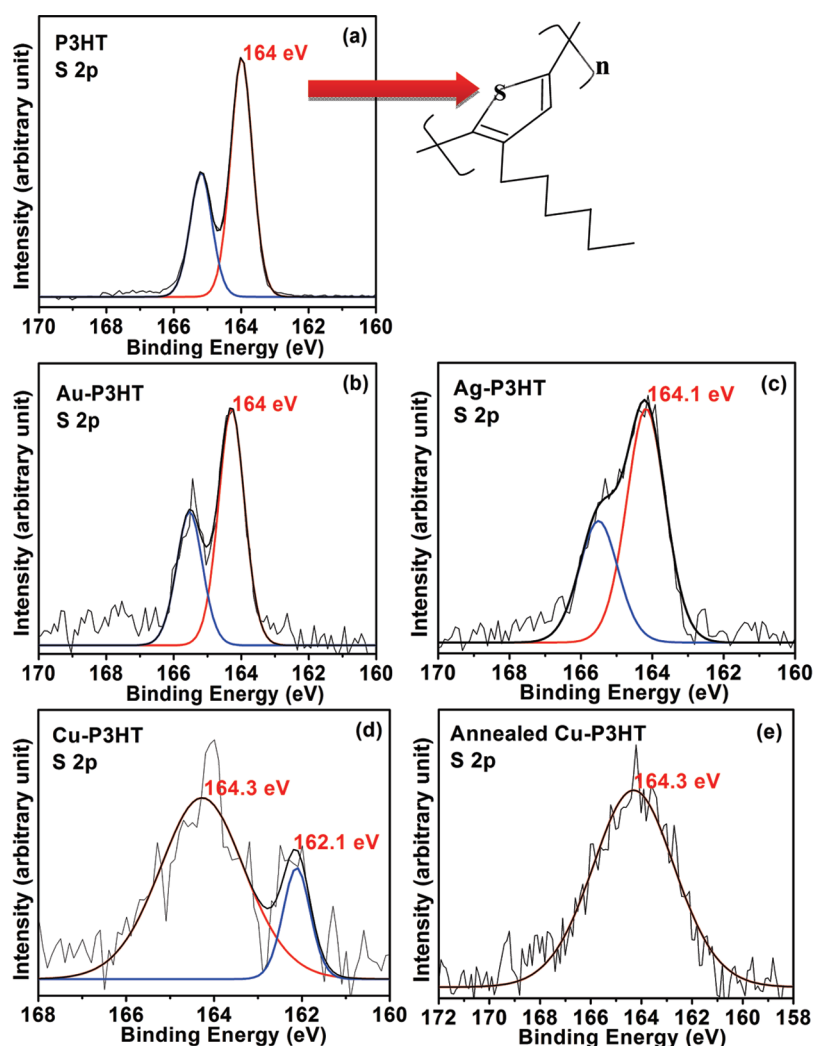 P3HT
S 2p
(a)
164 eV
S
n
Intensity (arbitrary unit)
170 168 166 164 162 160
Binding Energy (eV)
Au-P3HT
S 2p
(b)
164 eV
Intensity (arbitrary unit)
170 168 166 164 162 160
Binding Energy (eV)
Ag-P3HT
S 2p
(c)
164.1 eV
Intensity (arbitrary unit)
170 168 166 164 162 160
Binding Energy (eV)
Cu-P3HT
S 2p
(d)
164.3 eV
162.1 eV
Intensity (arbitrary unit)
168 166 164 162 160
Binding Energy (eV)
Annealed Cu-P3HT
S 2p
(e)
164.3 eV
Intensity (arbitrary unit)
172 170 168 166 164 162 160 158
Binding Energy (eV)